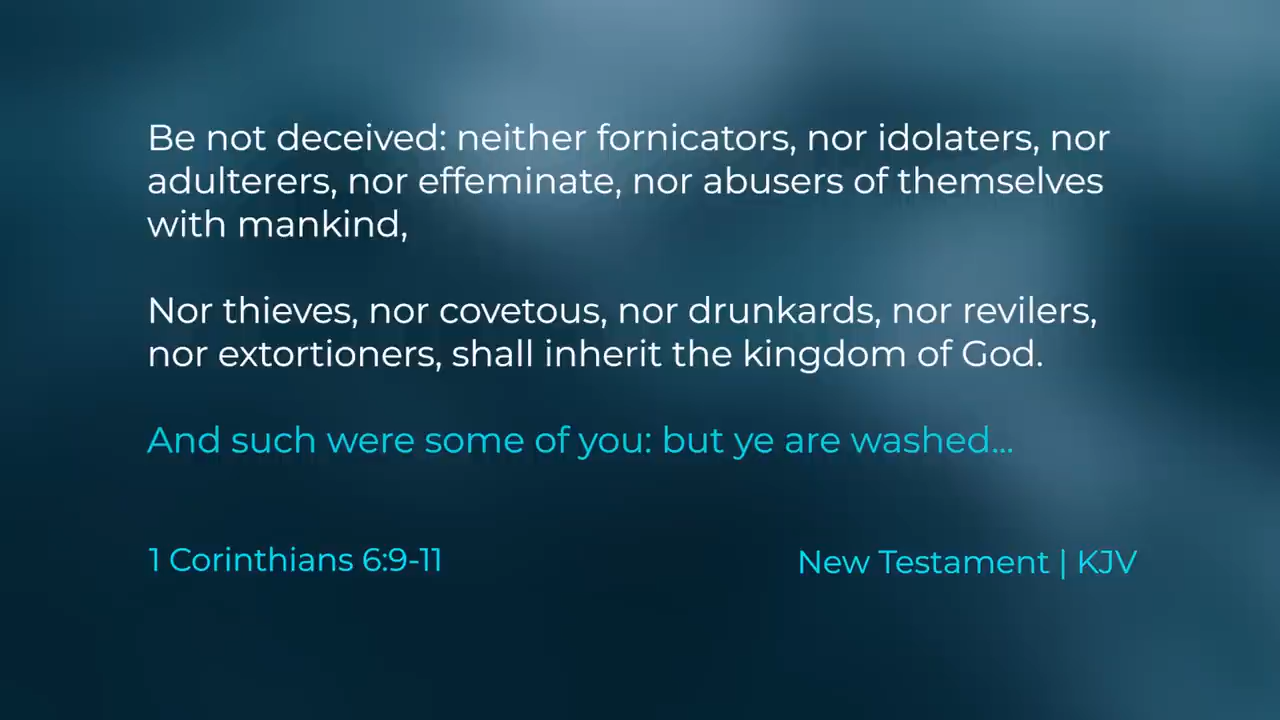 Be not deceived: neither fornicators, nor idolaters, nor
adulterers, nor effeminate, nor abusers of themselves
with mankind,
Nor thieves, nor covetous, nor drunkards, nor revilers,
nor extortioners, shall inherit the kingdom of God.
And such were some of you: but ye are washed...
1 Corinthians 6:9-11
New Testament | KJV